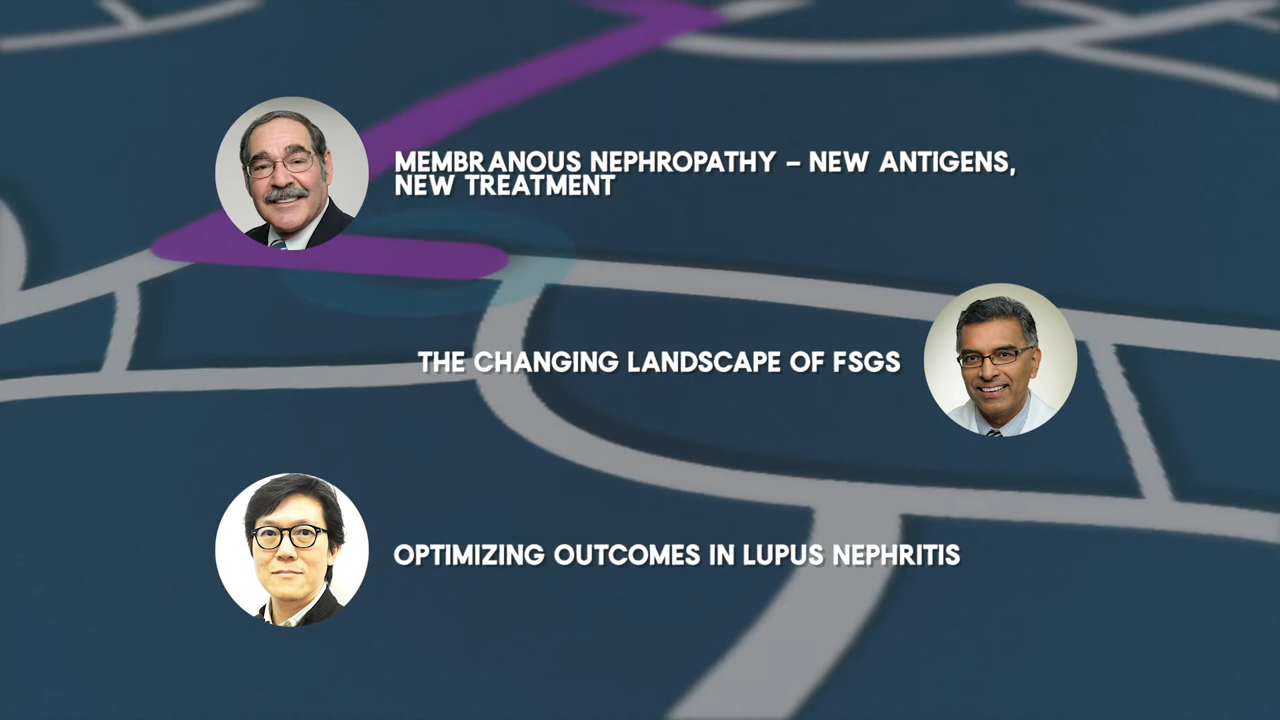 MEMBRANOUS NEPHROPATHY – NEW ANTIGENS,
NEW TREATMENT
THE CHANGING LANDSCAPE OF FSGS
OPTIMIZING OUTCOMES IN LUPUS NEPHRITIS